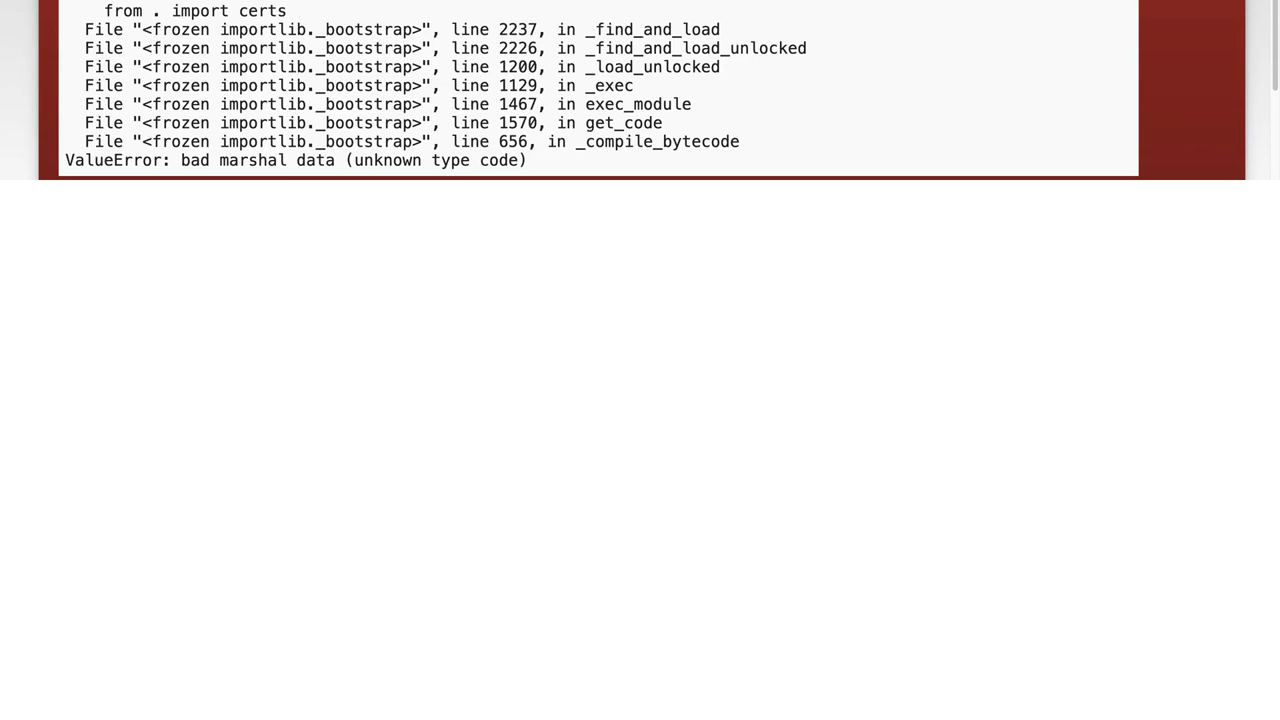 from . import certs
File "<frozen importlib._bootstrap>", line 2237, in _find_and_load
File "<frozen importlib._bootstrap>", line 2226, in _find_and_load_unlocked
File "<frozen importlib._bootstrap>", line 1200, in _load_unlocked
File "<frozen importlib._bootstrap>", line 1129, in _exec
File "<frozen importlib._bootstrap>", line 1467, in exec_module
File "<frozen importlib._bootstrap>", line 1570, in get_code
File "<frozen importlib._bootstrap>", line 656, in _compile_bytecode
ValueError: bad marshal data (unknown type code)